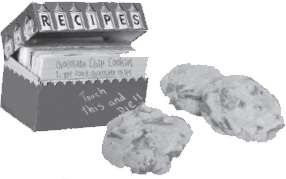 RECIPES
Chocolate Chip Cookies
Touch
this and
Die!!